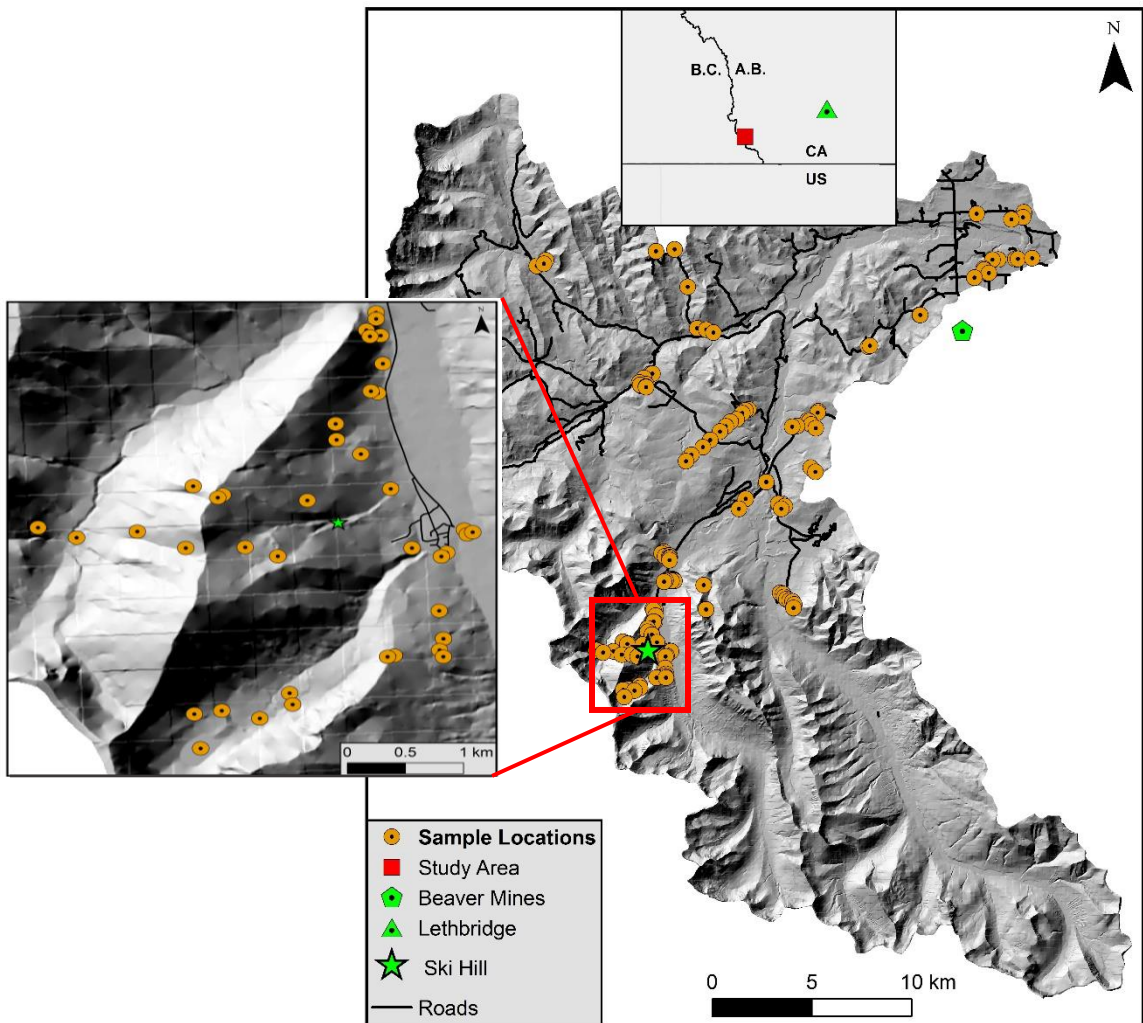 N
B.C.
A.B.
CA
US
N
0 0.5 1 km
Sample Locations
Study Area
Beaver Mines
Lethbridge
Ski Hill
Roads
0 5 10 km